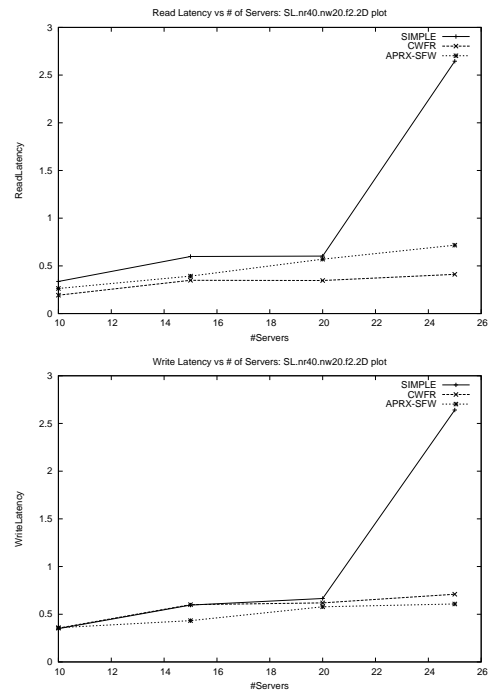 Read Latency vs # of Servers: SL.nr40.nw20.f2.2D plot
3
2.5
2
1.5
1
0.5
0
ReadLatency
SIMPLE
CWFR
APRX-SFW
10 12 14 16 18 20 22 24 26
#Servers
Write Latency vs # of Servers: SL.nr40.nw20.f2.2D plot
3
2.5
2
1.5
1
0.5
0
WriteLatency
SIMPLE
CWFR
APRX-SFW
10 12 14 16 18 20 22 24 26
#Servers